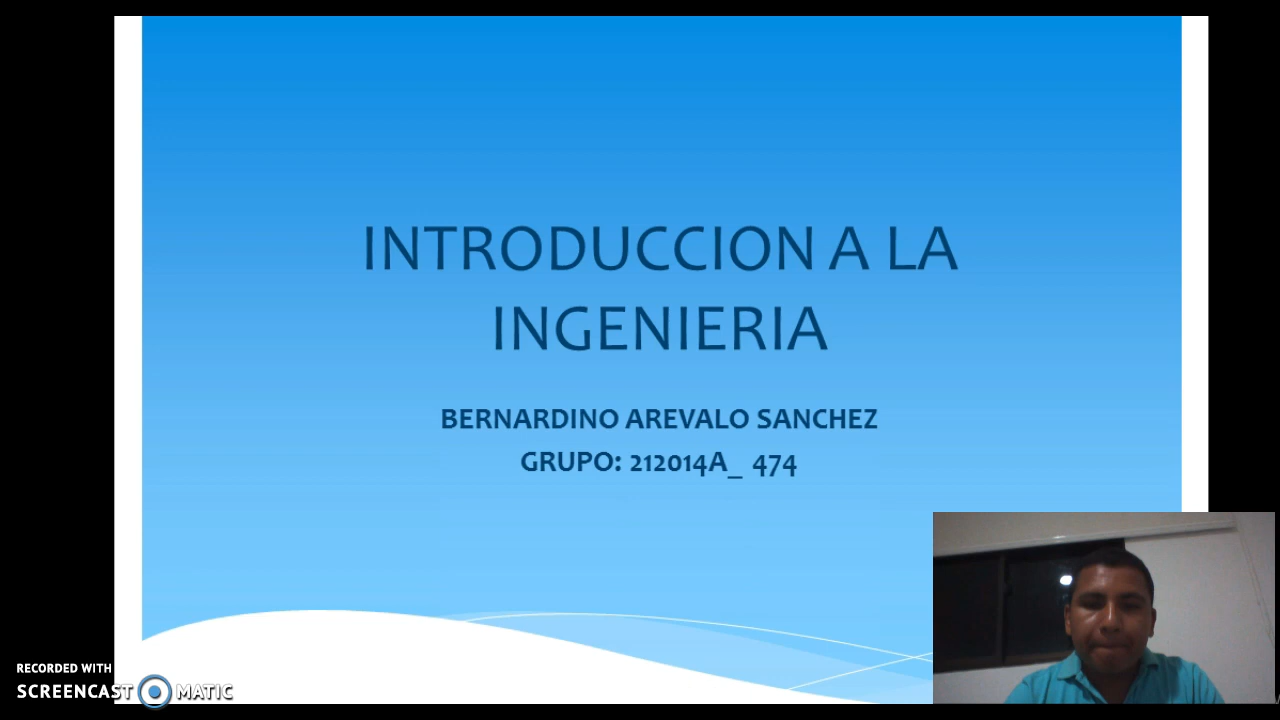 INTRODUCCION A LA
INGENIERIA
BERNARDINO AREVALO SANCHEZ
GRUPO: 212014A_ 474
RECORDED WITH
SCREENCAST MATIC